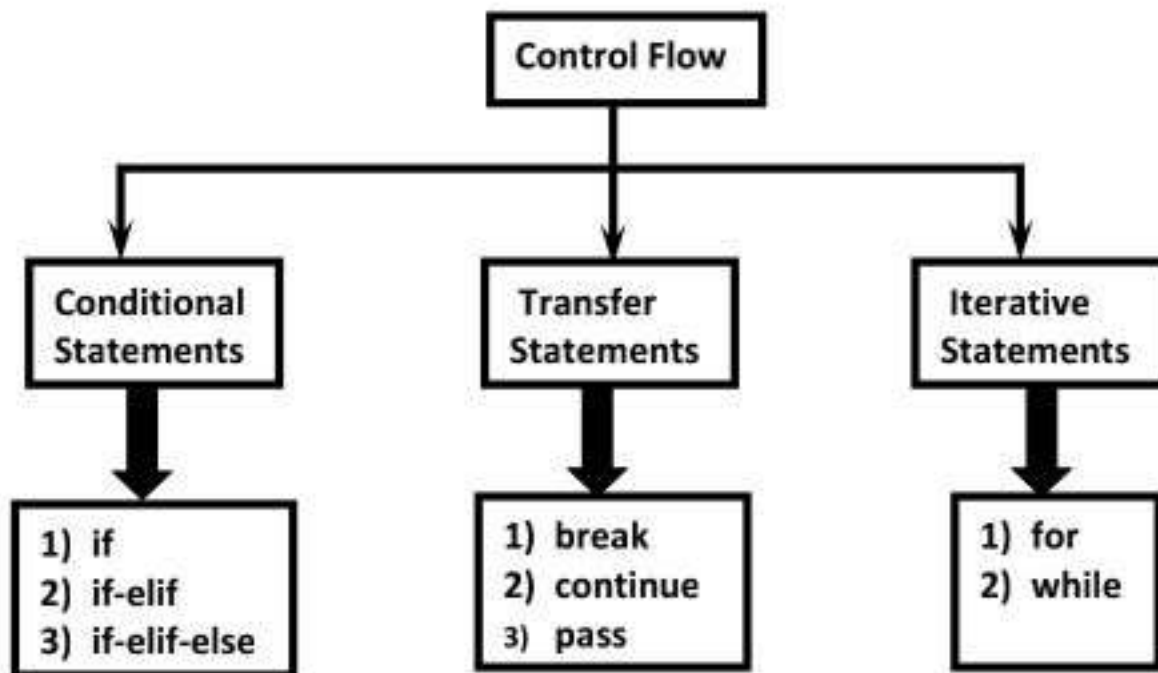 Control Flow
Conditional
Statements
Transfer
Statements
Iterative
Statements
1) if
2) if-elif
3) if-elif-else
1) break
2) continue
3) pass
1) for
2) while